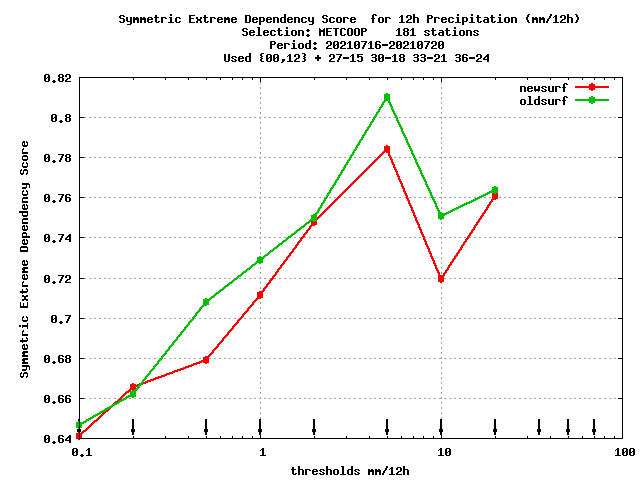 Symmetric Extreme Dependency Score  for 12h Precipitation (mm/12h)
Selection: METCOOP    181 stations
Period: 20210716-20210720
Used {00,12} + 27-15 30-18 33-21 36-24
newsurf
oldsurf
Symmetric Extreme Dependency Score
0.82
0.8
0.78
0.76
0.74
0.72
0.7
0.68
0.66
0.64
0.1 1 10 100
thresholds mm/12h